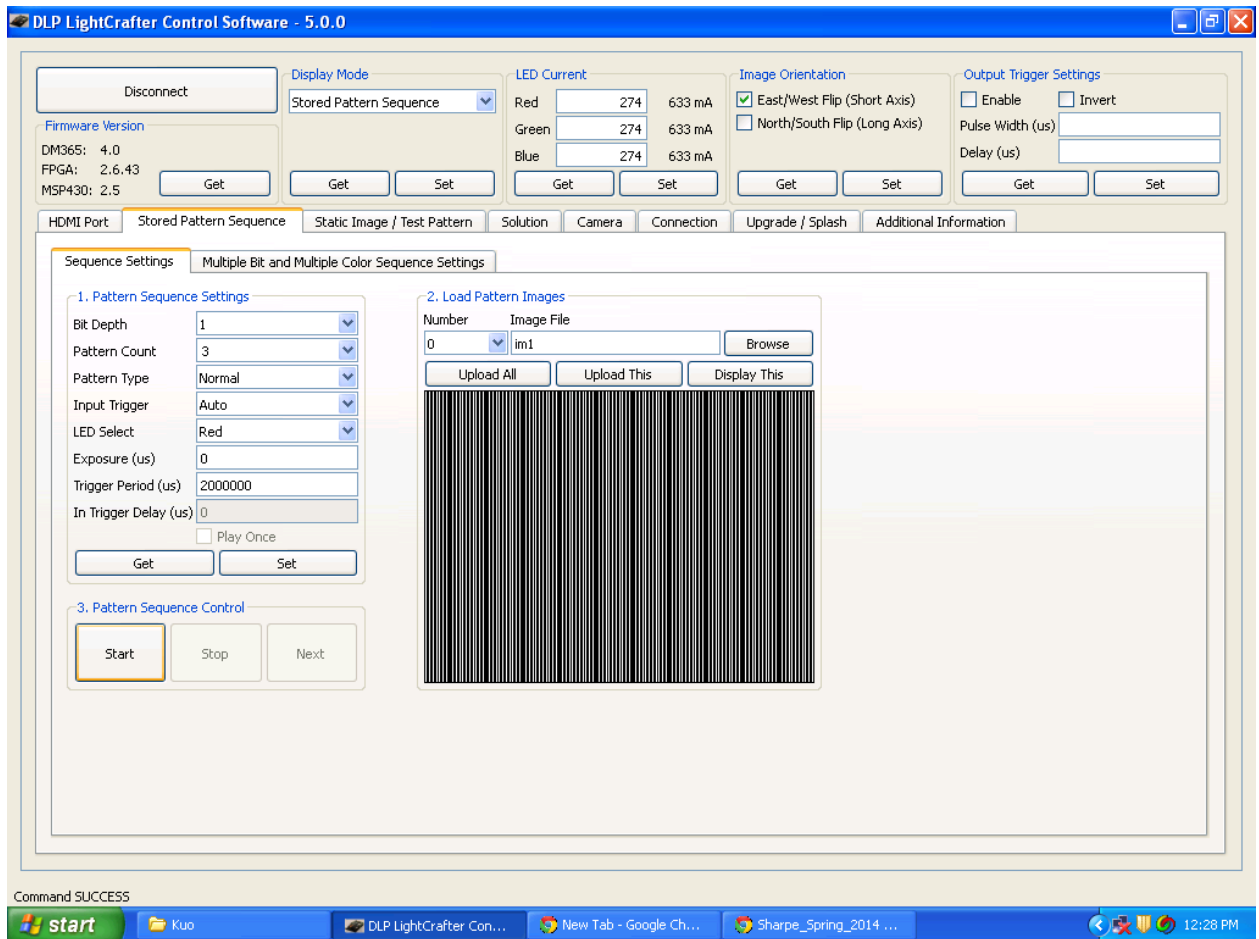 DLP LightCrafter Control Software - 5.0.0
Disconnect
Firmware Version
DM365: 4.0
FPGA: 2.6.43
MSP430: 2.5
Get
Display Mode
Stored Pattern Sequence
Get Set
LED Current
Red 274 633 mA
Green 274 633 mA
Blue 274 633 mA
Get Set
Image Orientation
East/West Flip (Short Axis)
North/South Flip (Long Axis)
Get Set
Output Trigger Settings
Enable Invert
Pulse Width (us)
Delay (us)
Get Set
HDMI Port Stored Pattern Sequence Static Image / Test Pattern Solution Camera Connection Upgrade / Splash Additional Information
Sequence Settings Multiple Bit and Multiple Color Sequence Settings
1. Pattern Sequence Settings
Bit Depth 1
Pattern Count 3
Pattern Type Normal
Input Trigger Auto
LED Select Red
Exposure (us) 0
Trigger Period (us) 2000000
In Trigger Delay (us) 0
Play Once
Get Set
3. Pattern Sequence Control
Start Stop Next
2. Load Pattern Images
Number Image File
0 im1 Browse
Upload All Upload This Display This
Command SUCCESS
start Kuo DLP LightCrafter Con... New Tab - Google Ch... Sharpe_Spring_2014 ... 12:28 PM